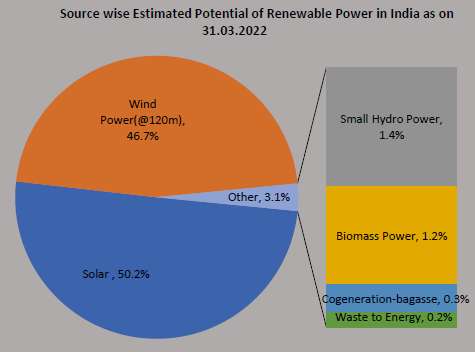 Source wise Estimated Potential of Renewable Power in India as on
31.03.2022
Wind
Power(@120m),
46.7%
Other, 3.1%
Solar , 50.2%
Small Hydro Power,
1.4%
Biomass Power, 1.2%
Cogeneration-bagasse, 0.3%
Waste to Energy, 0.2%